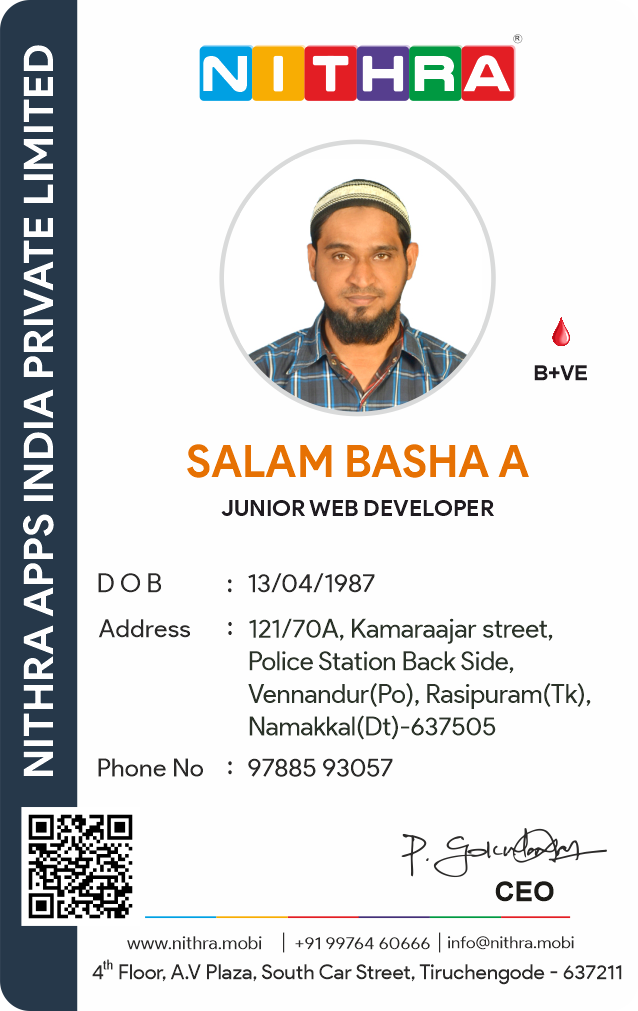 NITHRA®
NITHRA APPS INDIA PRIVATE LIMITED
B+VE
SALAM BASHA A
JUNIOR WEB DEVELOPER
D O B : 13/04/1987
Address : 121/70A, Kamaraajar street,
Police Station Back Side,
Vennandur(Po), Rasipuram(Tk),
Namakkal(Dt)-637505
Phone No : 97885 93057
CEO
www.nithra.mobi | +91 99764 60666 | info@nithra.mobi
4th Floor, A.V Plaza, South Car Street, Tiruchengode - 637211